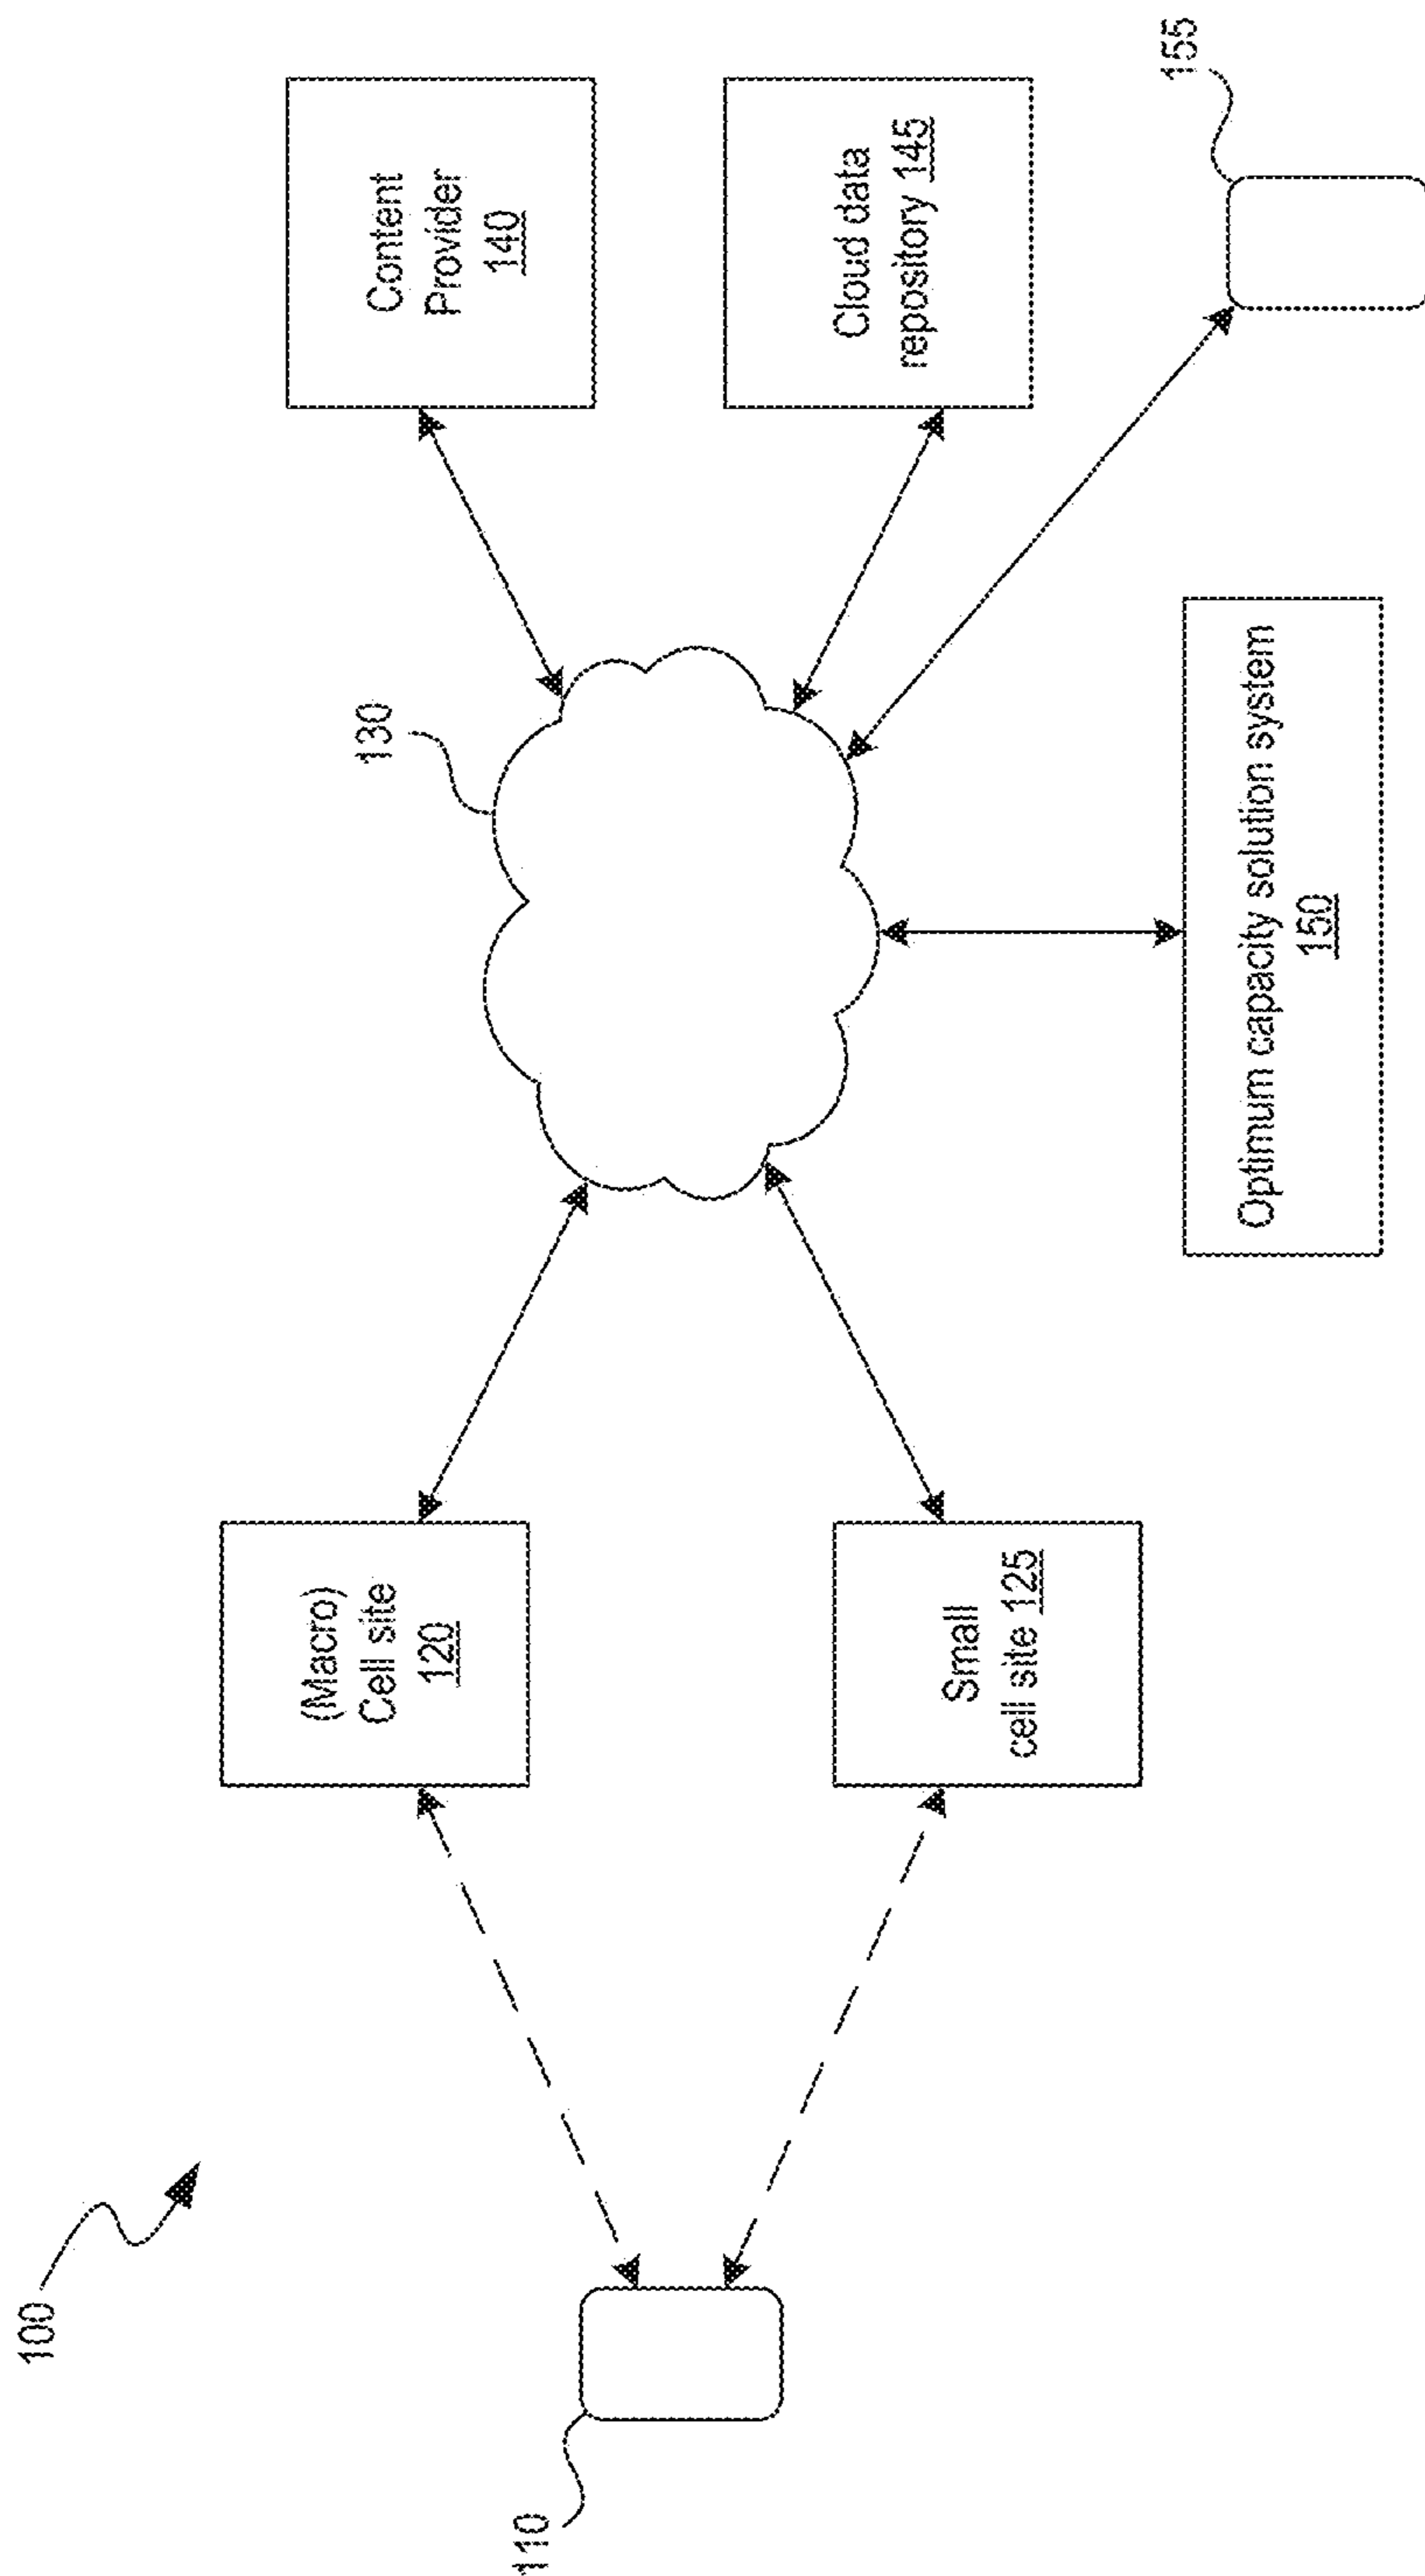 100
110
(Macro)
Cell site
120
Small
cell site 125
130
Content
Provider
140
Cloud data
repository 145
Optimum capacity solution system
150
155